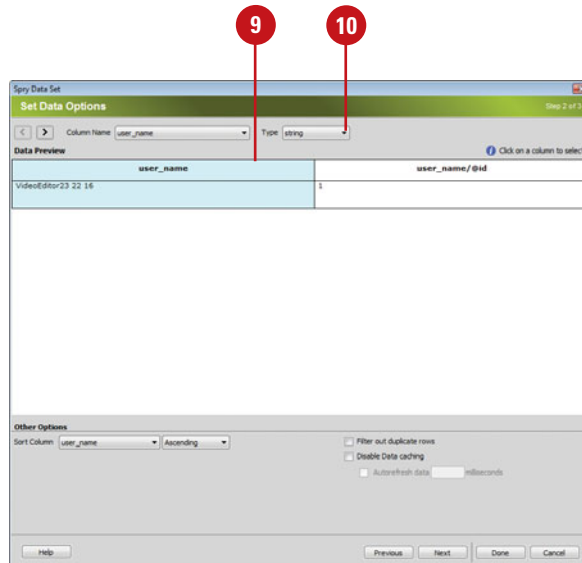 9 10
Spry Data Set
Set Data Options Step 2 of 3
Column Name user_name Type string
Data Preview Click on a column to select
user_name user_name/@id
VideoEditor23 22 16 1
Other Options
Sort Column user_name Ascending Filter out duplicate rows
Disable Data caching
Autorefresh data milliseconds
Help Previous Next Done Cancel